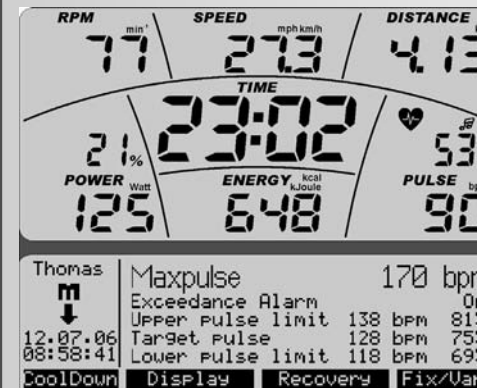 RPM SPEED DISTANCE
min⁻¹ mph km/h
77 27.3 4.13
TIME
23:02
21% 53
POWER Watt ENERGY kcal kJoule PULSE
125 648 90
Thomas Maxpulse 170 bpm
m Exceedance Alarm
Upper pulse limit 138 bpm 81%
12.07.06 Target pulse 128 bpm 75%
08:58:41 Lower pulse limit 118 bpm 69%
CoolDown Display Recovery Fix/Var